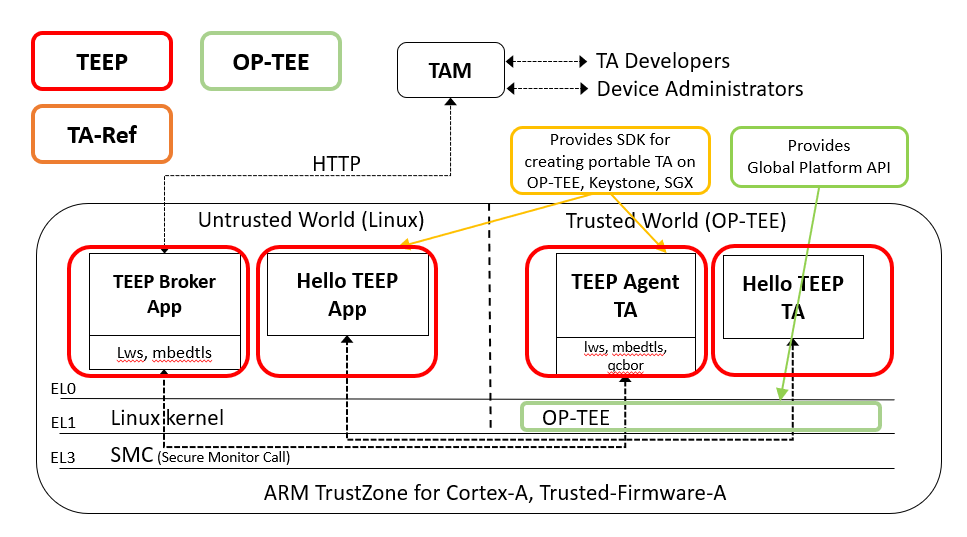 TEEP
OP-TEE
TA-Ref
TAM
TA Developers
Device Administrators
HTTP
Provides SDK for
creating portable TA on
OP-TEE, Keystone, SGX
Provides
Global Platform API
Untrusted World (Linux)
Trusted World (OP-TEE)
TEEP Broker
App
Lws, mbedtls
Hello TEEP
App
TEEP Agent
TA
lws, mbedtls,
qcbor
Hello TEEP
TA
EL0
EL1
Linux kernel
OP-TEE
EL3
SMC (Secure Monitor Call)
ARM TrustZone for Cortex-A, Trusted-Firmware-A